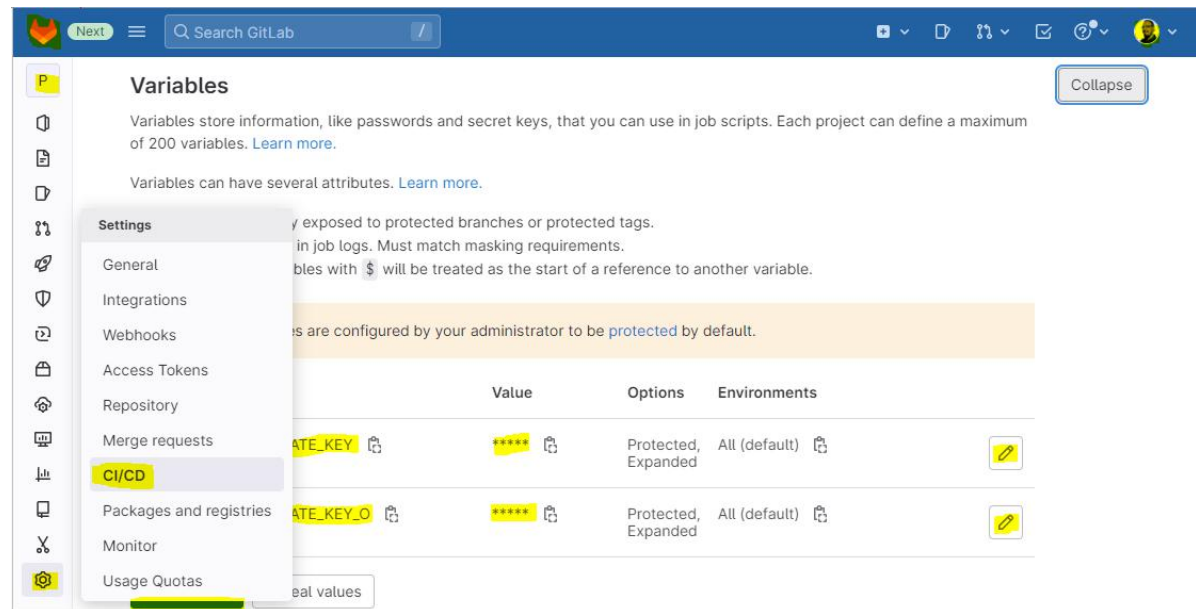 Next
Search GitLab
/
P
Variables
Collapse
Variables store information, like passwords and secret keys, that you can use in job scripts. Each project can define a maximum
of 200 variables. Learn more.
Variables can have several attributes. Learn more.
Settings
exposed to protected branches or protected tags.
in job logs. Must match masking requirements.
General
with $ will be treated as the start of a reference to another variable.
Integrations
are configured by your administrator to be protected by default.
Webhooks
Access Tokens
Value Options Environments
Repository
Merge requests
ATE_KEY ***** Protected, All (default)
Expanded
CI/CD
Packages and registries
ATE_KEY_O ***** Protected, All (default)
Expanded
Monitor
Usage Quotas
values